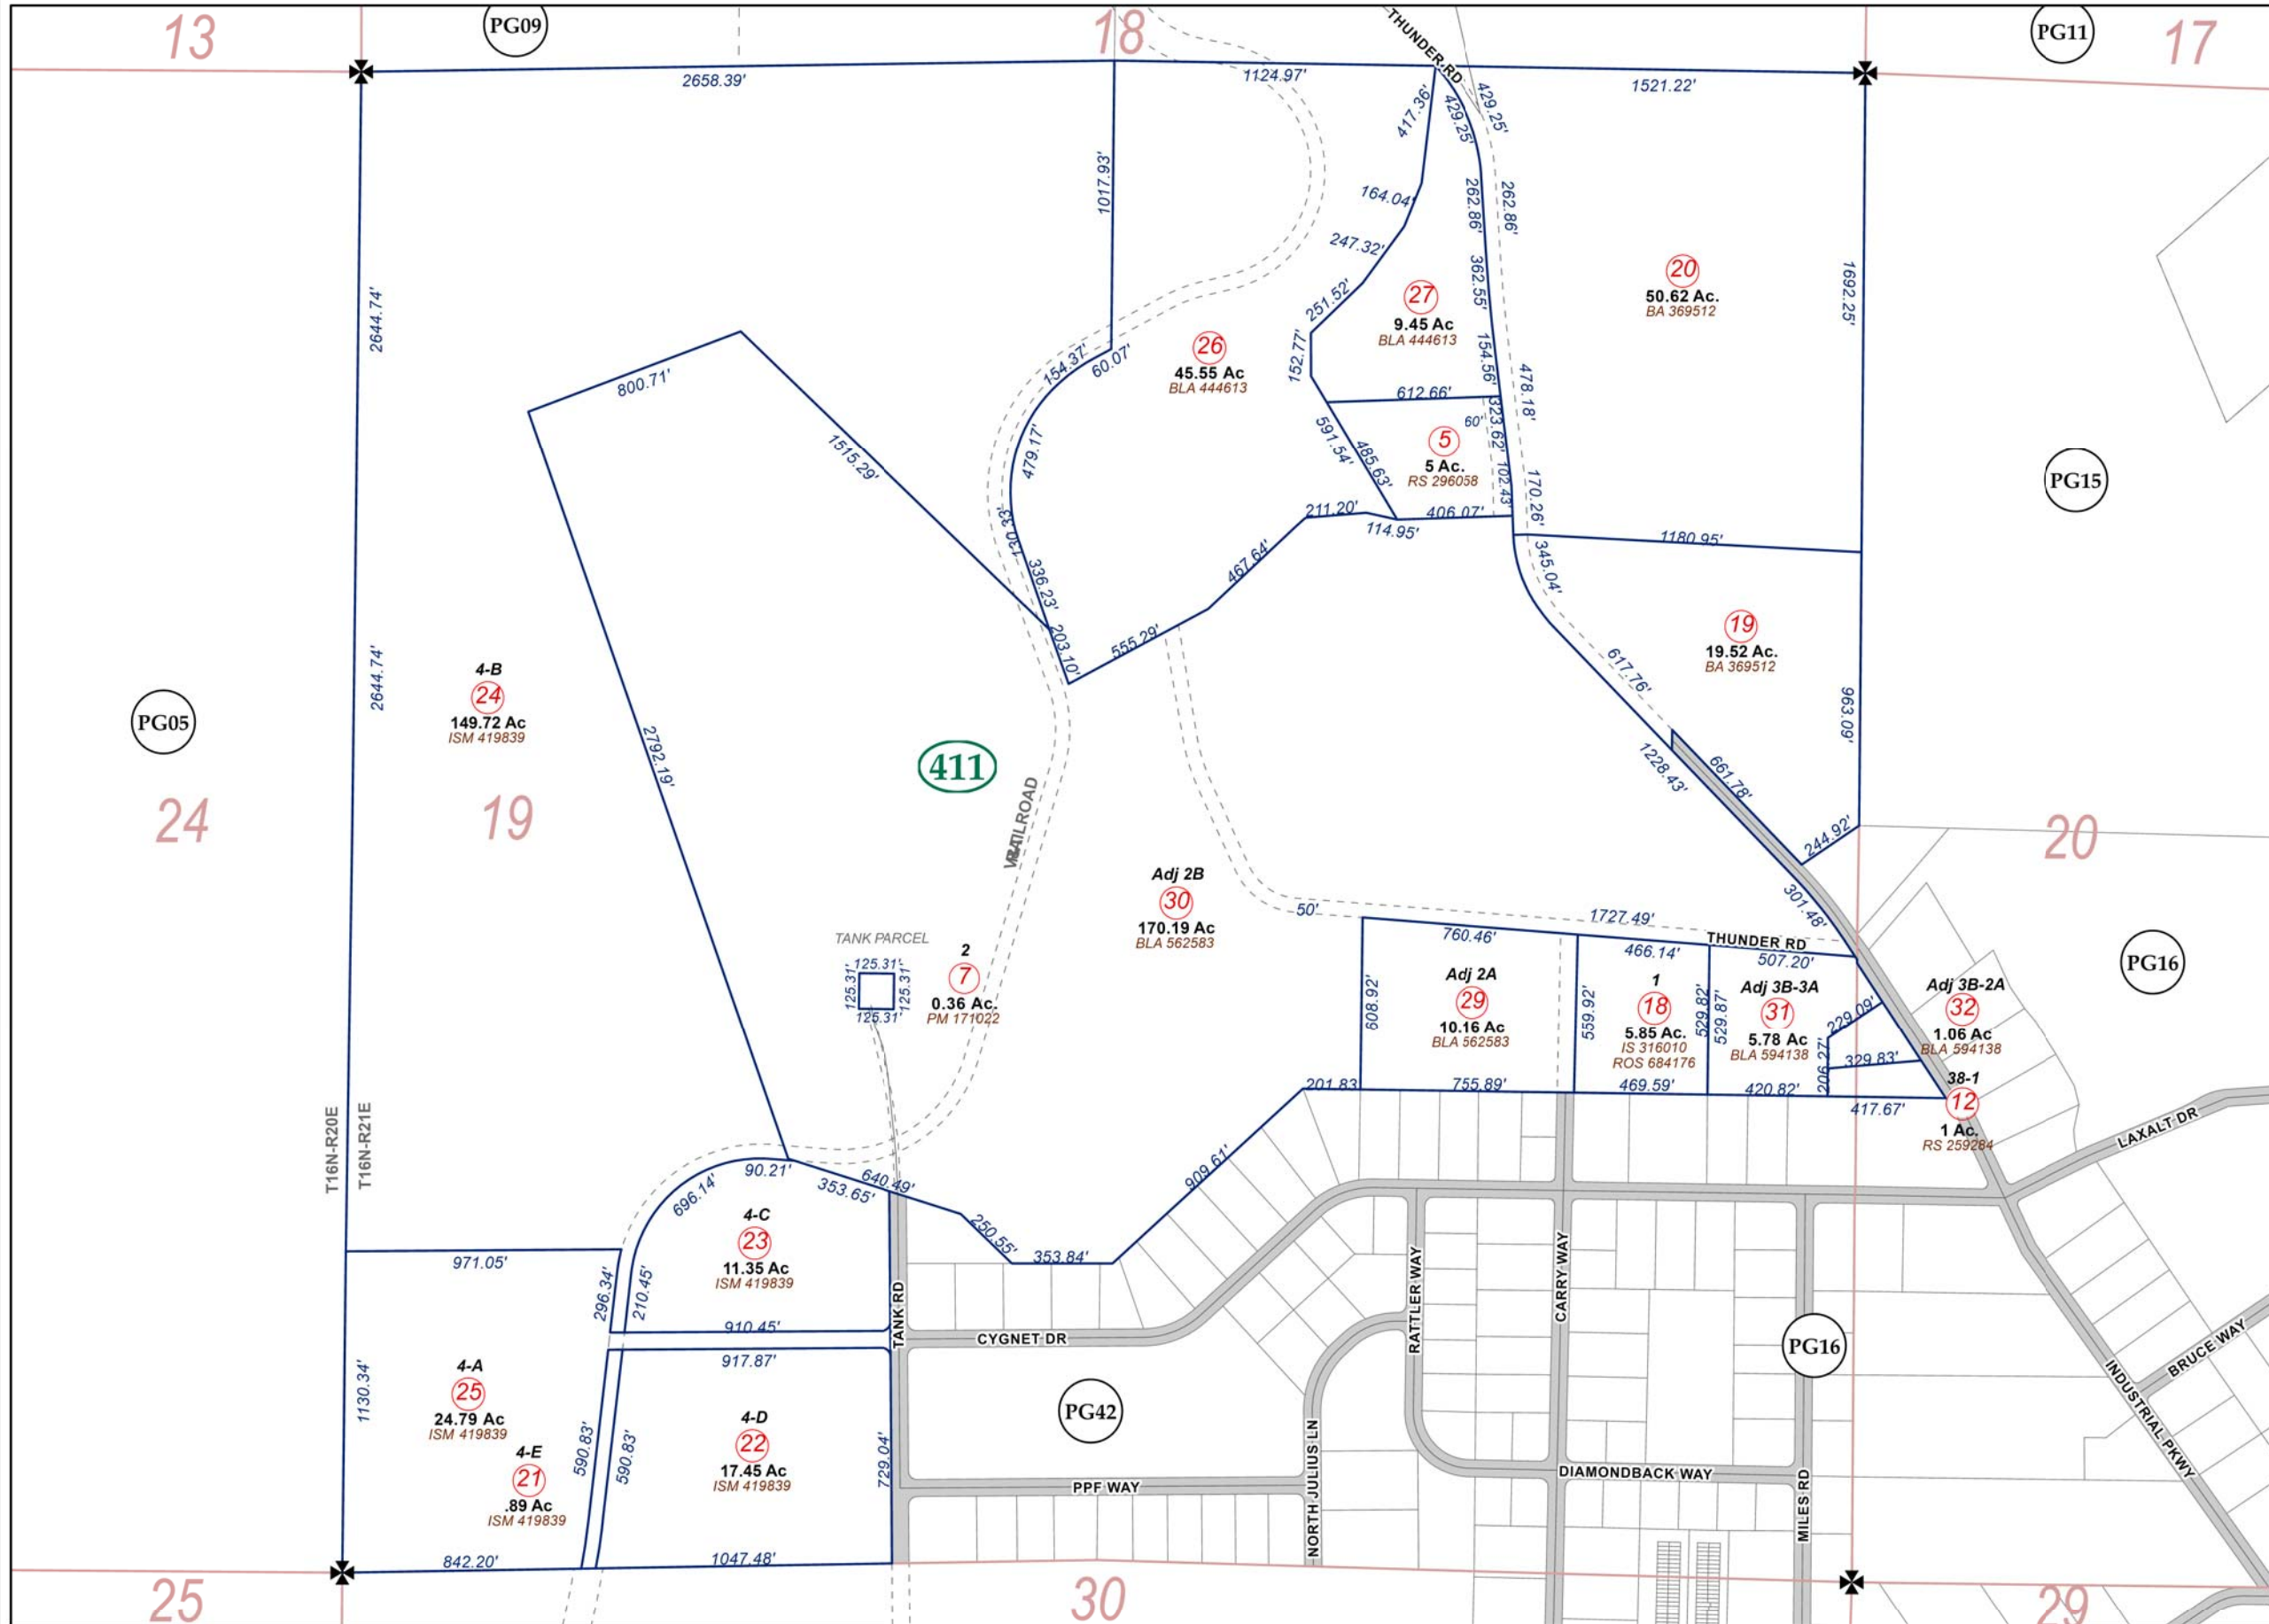 13
PG09
18
THUNDER RD
PG11
17
2658.39'
1124.97'
1521.22'
417.36'
429.25'
429.25'
1017.93'
164.04'
262.86'
262.86'
247.32'
2644.74'
251.52'
27
9.45 Ac
BLA 444613
362.55'
20
50.62 Ac.
BA 369512
1692.25'
152.77'
154.56'
154.37'
60.07'
26
45.55 Ac
BLA 444613
800.71'
612.66'
478.18'
323.62'
60'
1515.29'
479.17'
591.54'
485.63'
5
5 Ac.
RS 296058
102.43'
170.26'
PG15
130.33'
211.20'
114.95'
406.07'
1180.95'
336.23'
467.64'
345.04'
203.10'
555.29'
19
19.52 Ac.
BA 369512
617.76'
2644.74'
4-B
24
149.72 Ac
ISM 419839
PG05
2792.19'
411
963.09'
1228.43'
661.78'
24
19
RAILROAD
244.92'
20
Adj 2B
30
170.19 Ac
BLA 562583
50'
301.48'
1727.49'
TANK PARCEL
125.31'
125.31'
125.31'
125.31'
2
7
0.36 Ac.
PM 171022
760.46'
466.14'
THUNDER RD
507.20'
PG16
608.92'
Adj 2A
29
10.16 Ac
BLA 562583
559.92'
1
18
5.85 Ac.
IS 316010
ROS 684176
529.82'
529.87'
Adj 3B-3A
31
5.78 Ac
BLA 594138
229.09'
Adj 3B-2A
32
1.06 Ac
BLA 594138
206.27'
329.83'
201.83'
755.89'
469.59'
420.82'
417.67'
38-1
12
1 Ac.
RS 259284
T16N-R20E
T16N-R21E
LAXALT DR
90.21'
696.14'
353.65'
640.49'
909.61'
4-C
23
11.35 Ac
ISM 419839
250.55'
353.84'
971.05'
296.34'
210.45'
910.45'
TANK RD
CYGNET DR
RATTLER WAY
CARRY WAY
PG16
BRUCE WAY
917.87'
1130.34'
4-A
25
24.79 Ac
ISM 419839
4-E
21
.89 Ac
ISM 419839
590.83'
590.83'
4-D
22
17.45 Ac
ISM 419839
729.04'
PG42
PPF WAY
NORTH JULIUS LN
DIAMONDBACK WAY
MILES RD
INDUSTRIAL PKWY
842.20'
1047.48'
25
30
29